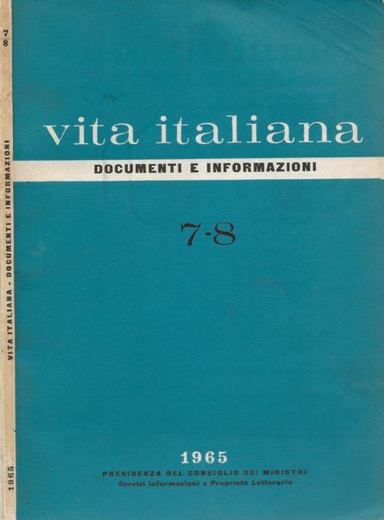 7
8
VITA ITALIANA - DOCUMENTI E INFORMAZIONI
1965
vita italiana
DOCUMENTI E INFORMAZIONI
7-8
1965
PRESIDENZA DEL CONSIGLIO DEI MINISTRI
Servizi Informazioni e Proprietà Letteraria